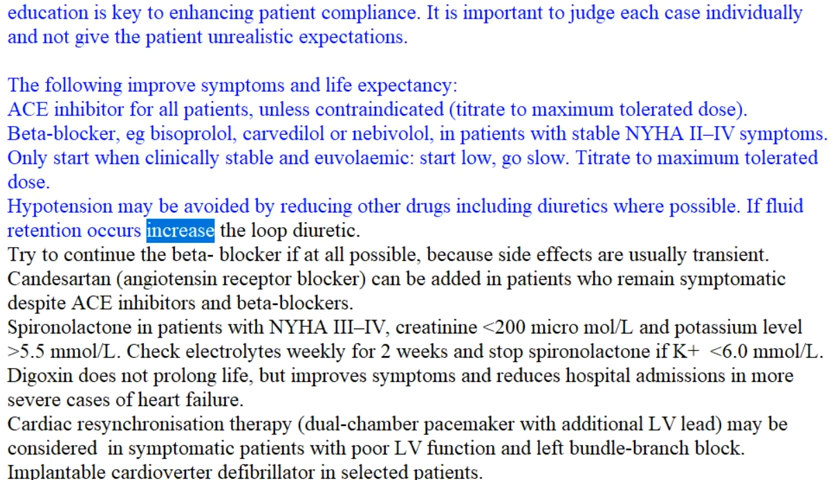 education is key to enhancing patient compliance. It is important to judge each case individually
and not give the patient unrealistic expectations.
The following improve symptoms and life expectancy:
ACE inhibitor for all patients, unless contraindicated (titrate to maximum tolerated dose).
Beta-blocker, eg bisoprolol, carvedilol or nebivolol, in patients with stable NYHA II–IV symptoms.
Only start when clinically stable and euvolaemic: start low, go slow. Titrate to maximum tolerated
dose.
Hypotension may be avoided by reducing other drugs including diuretics where possible. If fluid
retention occurs increase the loop diuretic.
Try to continue the beta- blocker if at all possible, because side effects are usually transient.
Candesartan (angiotensin receptor blocker) can be added in patients who remain symptomatic
despite ACE inhibitors and beta-blockers.
Spironolactone in patients with NYHA III–IV, creatinine <200 micro mol/L and potassium level
>5.5 mmol/L. Check electrolytes weekly for 2 weeks and stop spironolactone if K+  <6.0 mmol/L.
Digoxin does not prolong life, but improves symptoms and reduces hospital admissions in more
severe cases of heart failure.
Cardiac resynchronisation therapy (dual-chamber pacemaker with additional LV lead) may be
considered  in symptomatic patients with poor LV function and left bundle-branch block.
Implantable cardioverter defibrillator in selected patients.